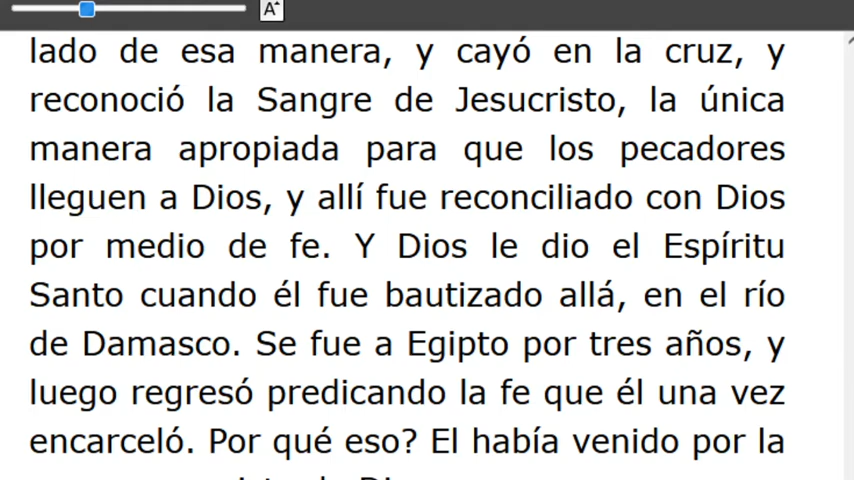 A
lado de esa manera, y cayó en la cruz, y
reconoció la Sangre de Jesucristo, la única
manera apropiada para que los pecadores
lleguen a Dios, y allí fue reconciliado con Dios
por medio de fe. Y Dios le dio el Espíritu
Santo cuando él fue bautizado allá, en el río
de Damasco. Se fue a Egipto por tres años, y
luego regresó predicando la fe que él una vez
encarceló. Por qué eso? El había venido por la